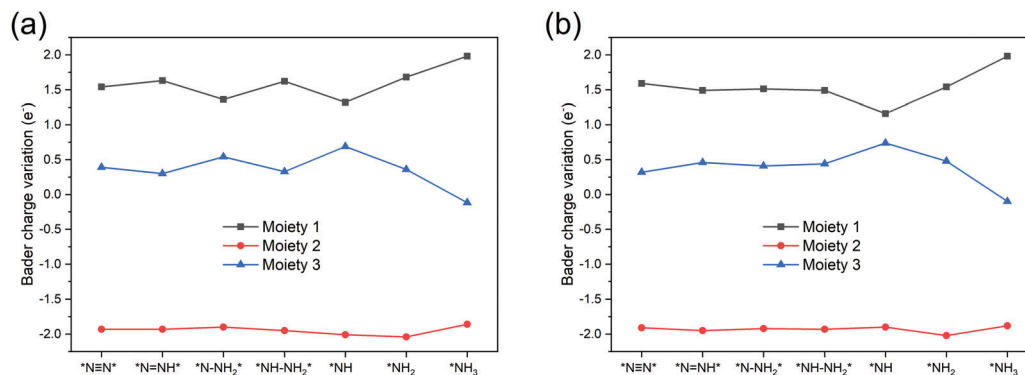 (a)
Bader charge variation (e⁻)
2.0
1.5
1.0
0.5
0.0
-0.5
-1.0
-1.5
-2.0
Moiety 1
Moiety 2
Moiety 3
*N≡N* *N=NH* *N-NH₂* *NH-NH₂* *NH *NH₂ *NH₃
(b)
Bader charge variation (e⁻)
2.0
1.5
1.0
0.5
0.0
-0.5
-1.0
-1.5
-2.0
Moiety 1
Moiety 2
Moiety 3
*N≡N* *N=NH* *N-NH₂* *NH-NH₂* *NH *NH₂ *NH₃